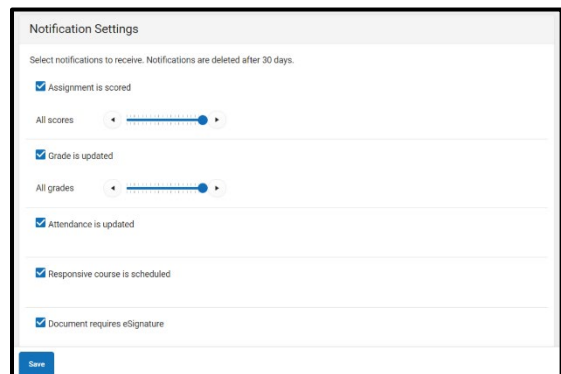 Notification Settings
Select notifications to receive. Notifications are deleted after 30 days.
Assignment is scored
All scores
Grade is updated
All grades
Attendance is updated
Responsive course is scheduled
Document requires eSignature
Save